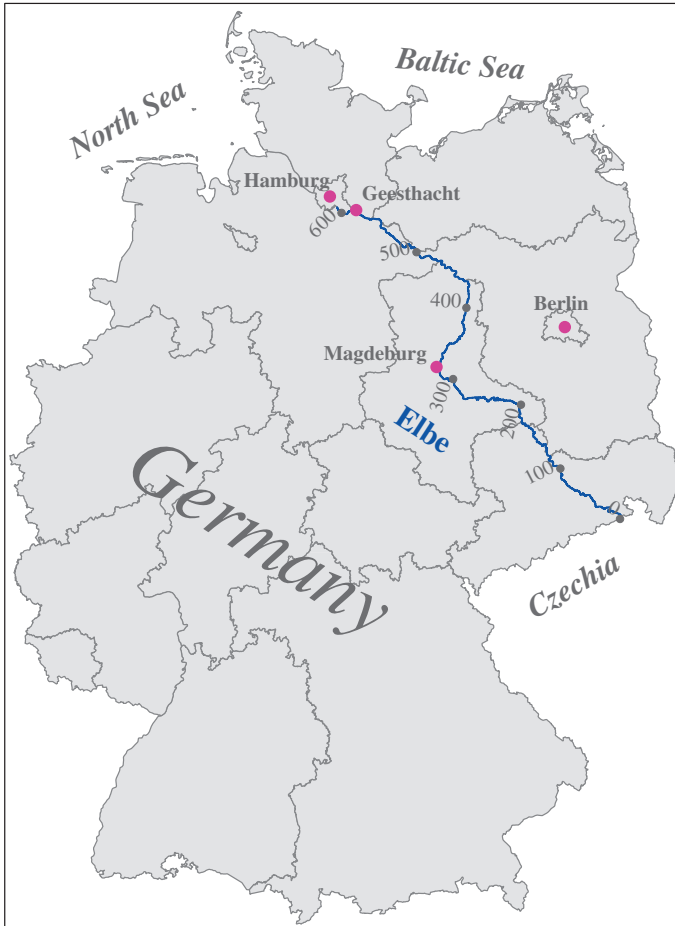 Baltic Sea
North Sea
Hamburg
Geesthacht
600
500
400
Berlin
Magdeburg
300
200
Elbe
100
0
Germany
Czechia